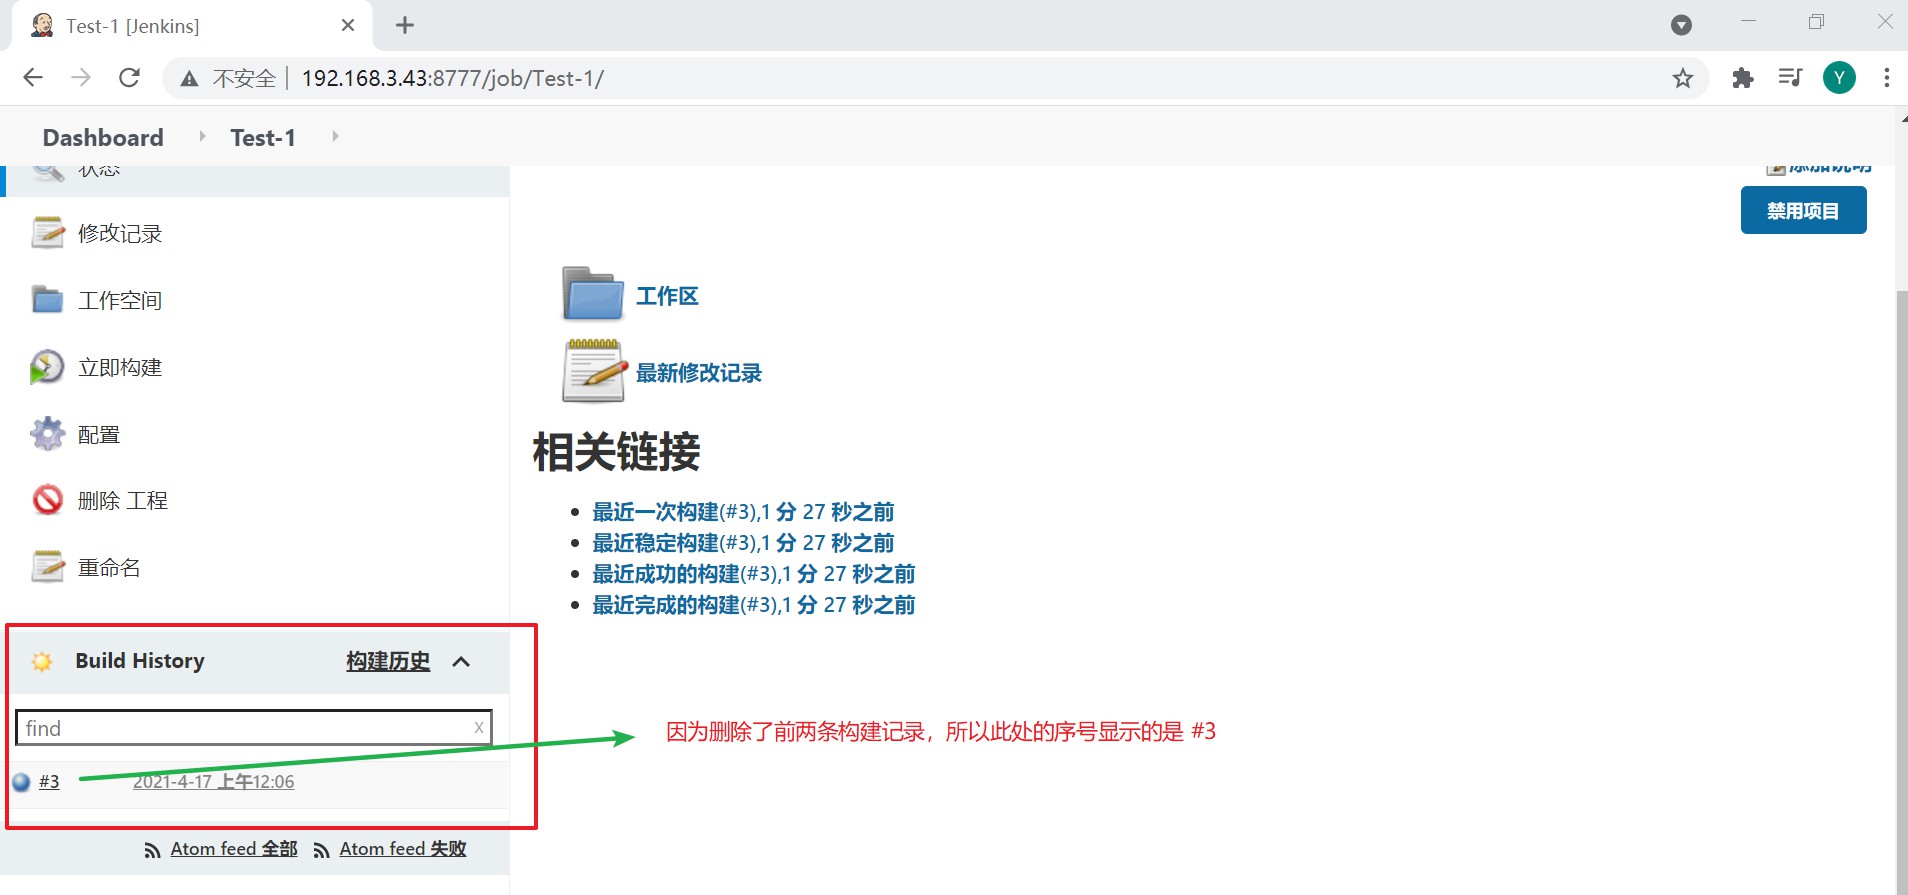 Test-1 [Jenkins]
不安全 192.168.3.43:8777/job/Test-1/
Y
Dashboard Test-1
状态
添加说明
禁用项目
修改记录
工作空间
立即构建
配置
删除 工程
重命名
工作区
最新修改记录
相关链接
最近一次构建(#3),1 分 27 秒之前
最近稳定构建(#3),1 分 27 秒之前
最近成功的构建(#3),1 分 27 秒之前
最近完成的构建(#3),1 分 27 秒之前
Build History 构建历史
find X
#3 2021-4-17 上午12:06
因为删除了前两条构建记录，所以此处的序号显示的是 #3
Atom feed 全部 Atom feed 失败